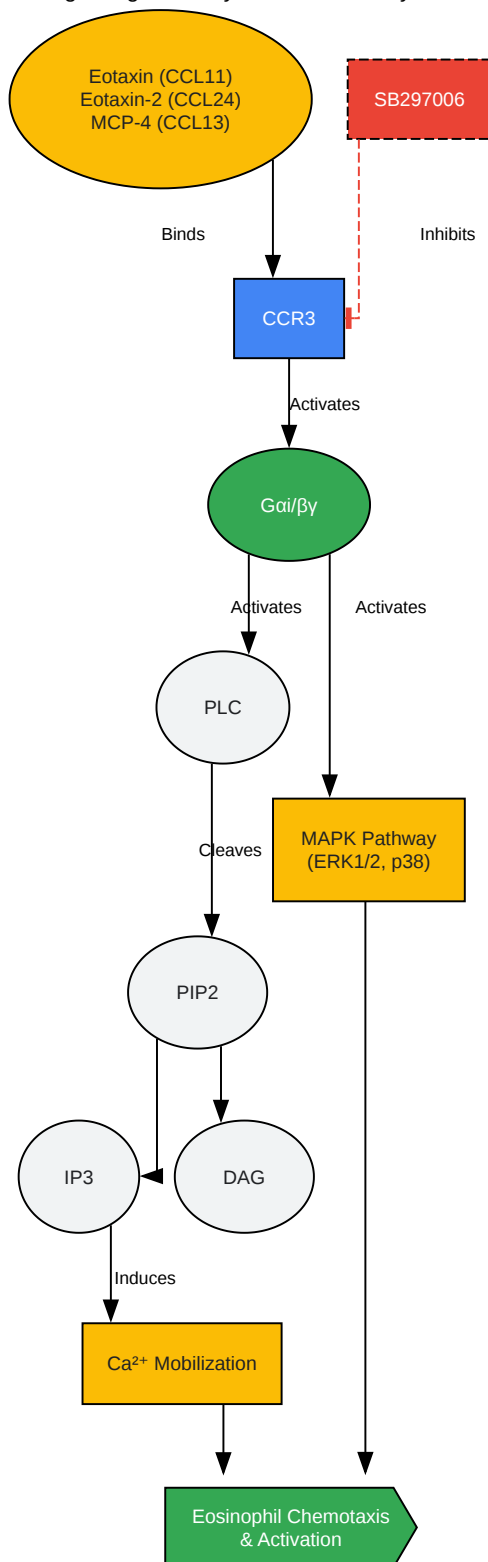 Eotaxin (CCL11)
Eotaxin-2 (CCL24)
MCP-4 (CCL13)
SB297006
Binds
Inhibits
CCR3
Activates
Gαi/βγ
Activates
Activates
PLC
MAPK Pathway
(ERK1/2, p38)
Cleaves
PIP2
IP3
DAG
Induces
Ca²⁺ Mobilization
Eosinophil Chemotaxis
& Activation